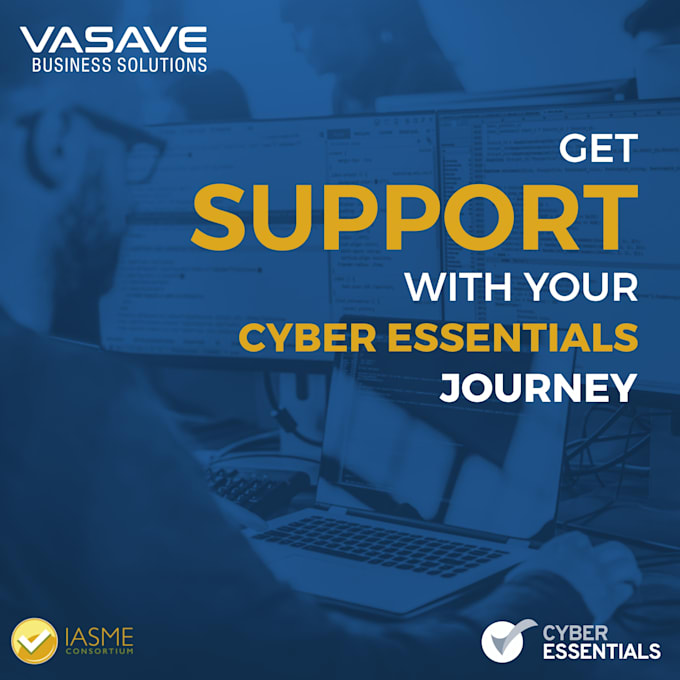 VASAVE
BUSINESS SOLUTIONS
GET
SUPPORT
WITH YOUR
CYBER ESSENTIALS
JOURNEY
IASME
CONSORTIUM
CYBER
ESSENTIALS